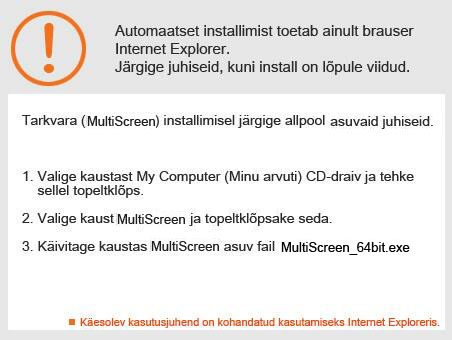 Automaatset installimist toetab ainult brauser
Internet Explorer.
Järgige juhiseid, kuni install on lõpule viidud.
Tarkvara (MultiScreen) installimisel järgige allpool asuvaid juhiseid.
1. Valige kaustast My Computer (Minu arvuti) CD-draiv ja tehke
sellel topeltklõps.
2. Valige kaust MultiScreen ja topeltklõpsake seda.
3. Käivitage kaustas MultiScreen asuv fail MultiScreen_64bit.exe
Käesolev kasutusjuhend on kohandatud kasutamiseks Internet Exploreris.